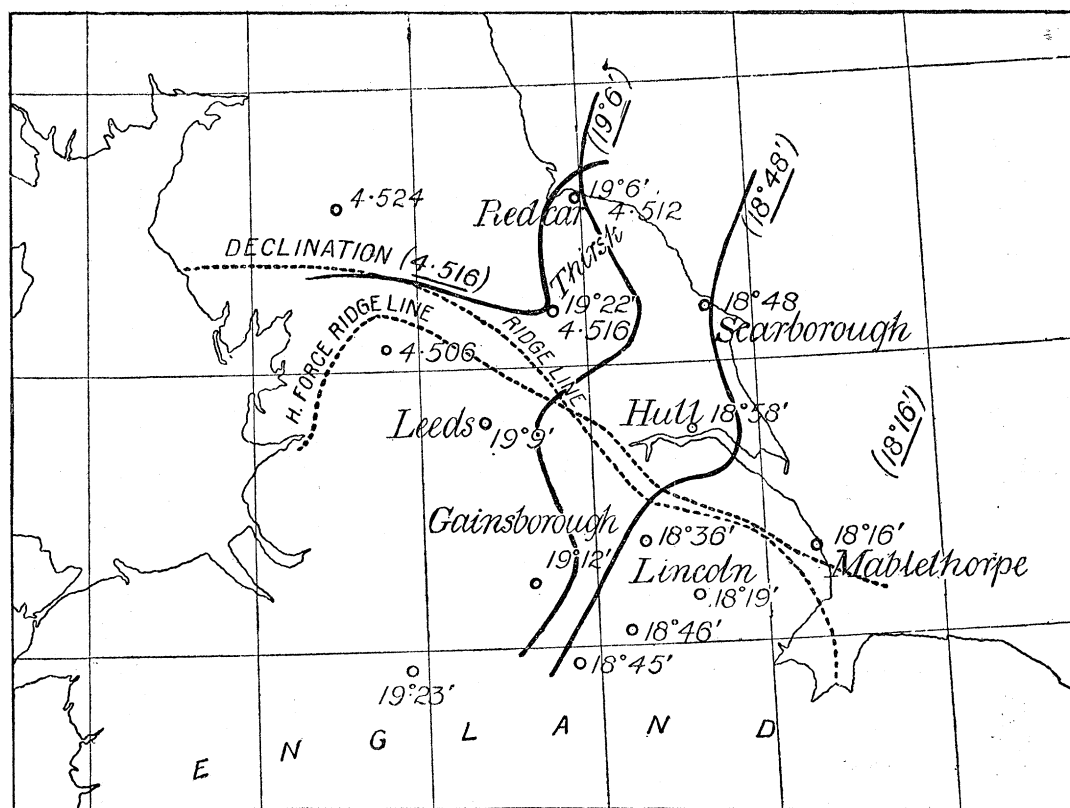 (19°6′)
(18°48′)
4·524
19°6′
Redcar 4·512
DECLINATION (4·516)
Thirsk
H. FORCE RIDGE LINE
RIDGE LINE
19°22′
4·516
18°48
Scarborough
4·506
Leeds
19°9′
Hull 18°58′
(18°16′)
Gainsborough
19°12′
18°36′
Lincoln
18°16′
Mablethorpe
18°19′
18°46′
18°45′
19°23′
ENGLAND